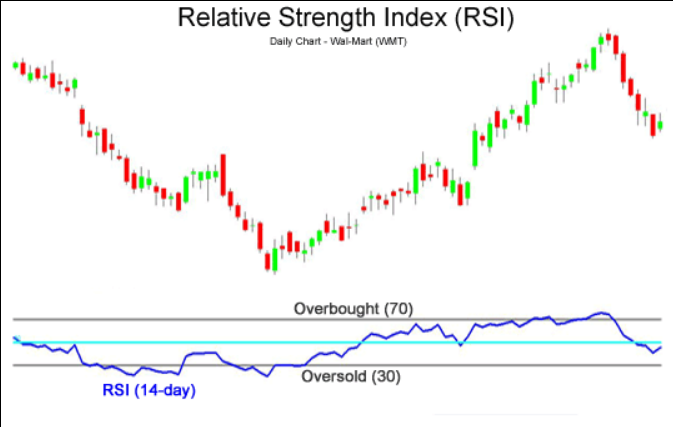 Relative Strength Index (RSI)
Daily Chart - Wal-Mart (WMT)
Overbought (70)
Oversold (30)
RSI (14-day)